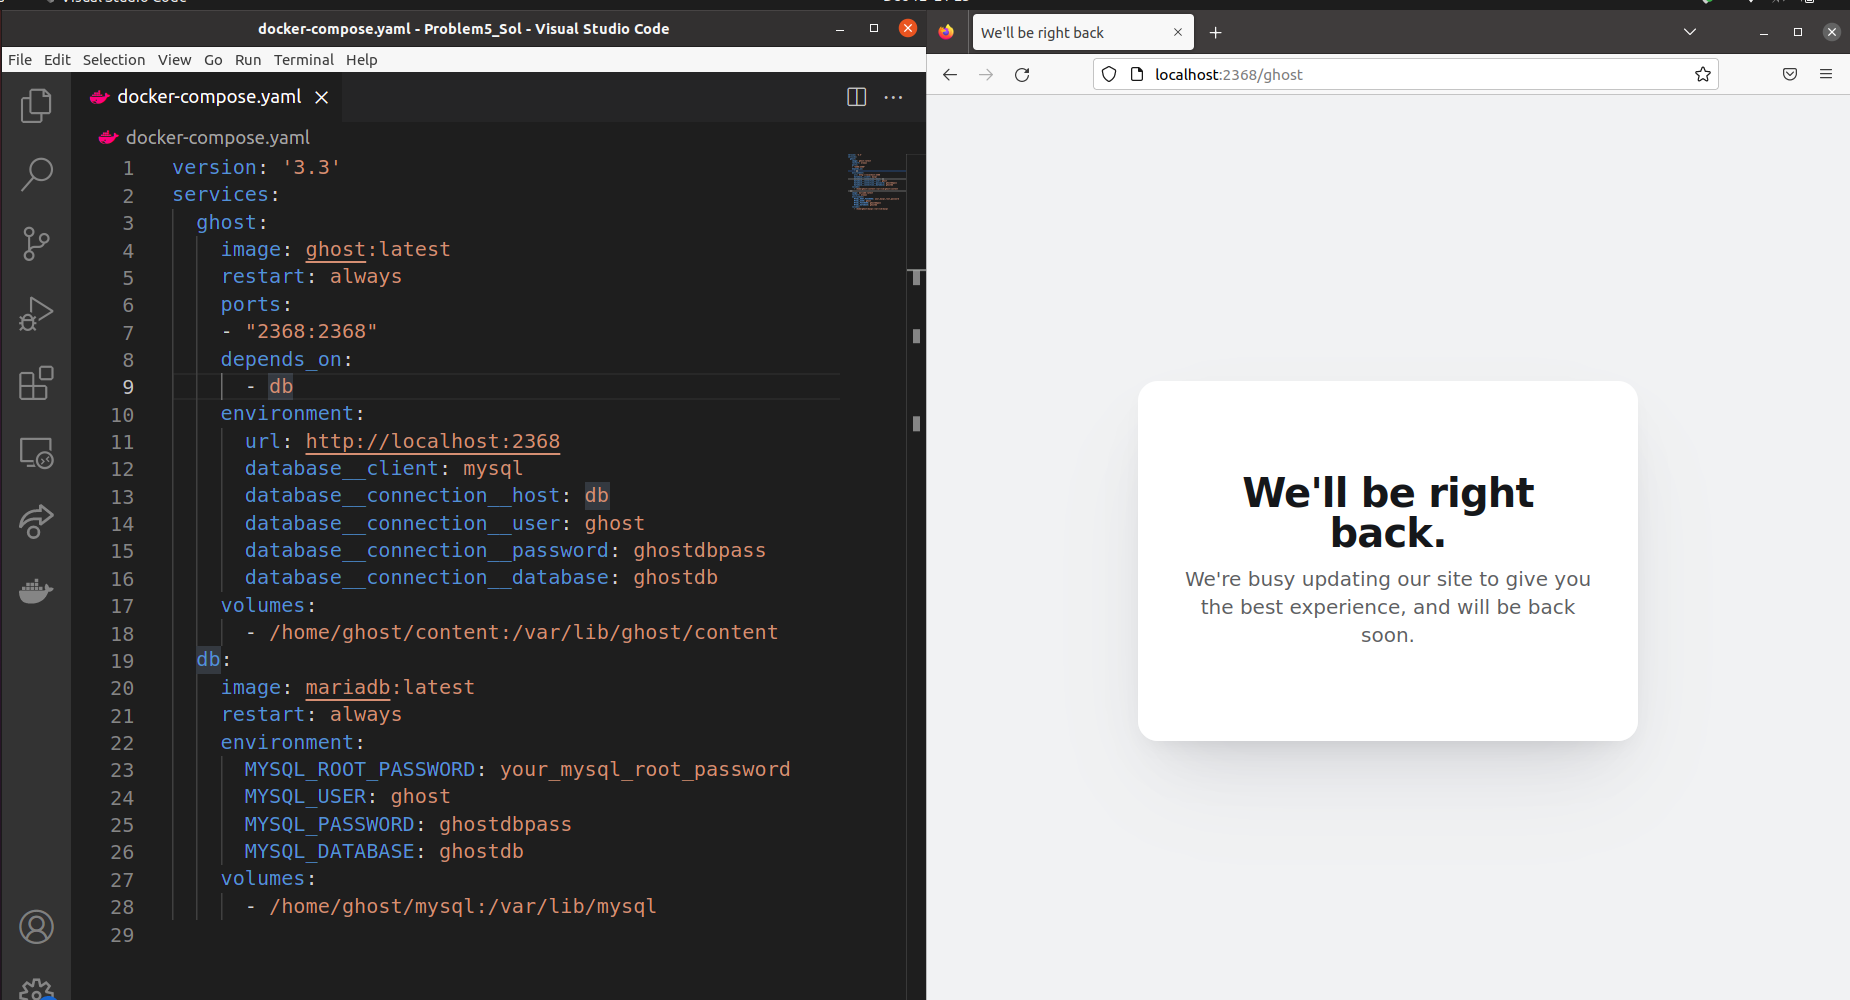 docker-compose.yaml - Problem5_Sol - Visual Studio Code
File Edit Selection View Go Run Terminal Help
docker-compose.yaml
docker-compose.yaml
1 version: '3.3'
2 services:
3 ghost:
4 image: ghost:latest
5 restart: always
6 ports:
7 - "2368:2368"
8 depends_on:
9 - db
10 environment:
11 url: http://localhost:2368
12 database__client: mysql
13 database__connection__host: db
14 database__connection__user: ghost
15 database__connection__password: ghostdbpass
16 database__connection__database: ghostdb
17 volumes:
18 - /home/ghost/content:/var/lib/ghost/content
19 db:
20 image: mariadb:latest
21 restart: always
22 environment:
23 MYSQL_ROOT_PASSWORD: your_mysql_root_password
24 MYSQL_USER: ghost
25 MYSQL_PASSWORD: ghostdbpass
26 MYSQL_DATABASE: ghostdb
27 volumes:
28 - /home/ghost/mysql:/var/lib/mysql
29
We'll be right back
localhost:2368/ghost
We'll be right
back.
We're busy updating our site to give you
the best experience, and will be back
soon.